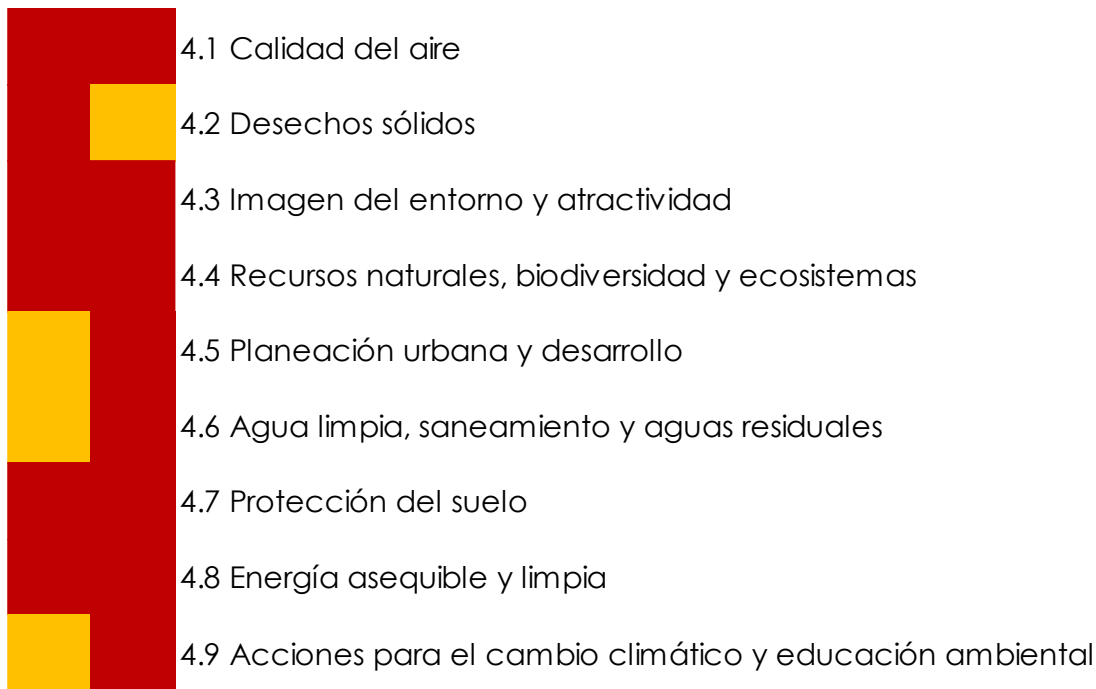 4.1 Calidad del aire
4.2 Desechos sólidos
4.3 Imagen del entorno y atractividad
4.4 Recursos naturales, biodiversidad y ecosistemas
4.5 Planeación urbana y desarrollo
4.6 Agua limpia, saneamiento y aguas residuales
4.7 Protección del suelo
4.8 Energía asequible y limpia
4.9 Acciones para el cambio climático y educación ambiental